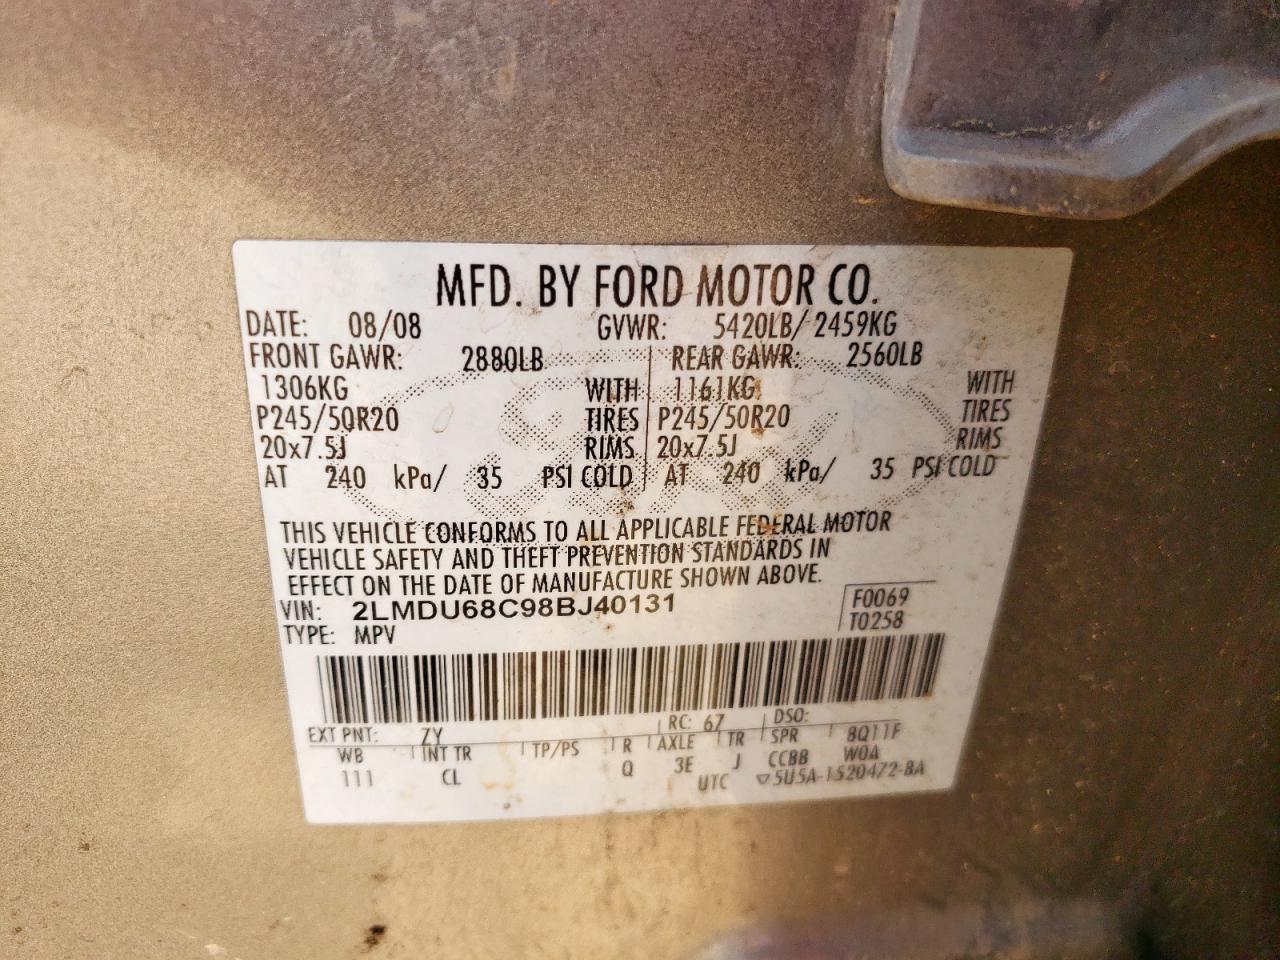 MFD. BY FORD MOTOR CO.
DATE: 08/08 GVWR: 5420LB/ 2459KG
FRONT GAWR: 2880LB REAR GAWR: 2560LB
1306KG WITH 1161KG WITH
P245/50R20 TIRES P245/50R20 TIRES
20x7.5J RIMS 20x7.5J RIMS
AT 240 kPa/ 35 PSI COLD AT 240 kPa/ 35 PSI COLD
THIS VEHICLE CONFORMS TO ALL APPLICABLE FEDERAL MOTOR
VEHICLE SAFETY AND THEFT PREVENTION STANDARDS IN
EFFECT ON THE DATE OF MANUFACTURE SHOWN ABOVE.
VIN: 2LMDU68C98BJ40131 F0069
TYPE: MPV T0258
EXT PNT: ZY RC: 67 DSO:
WB INT TR TP/PS R AXLE TR SPR 8Q11F
111 CL Q 3E J CCBB W0A
UTC ▽5U5A-1520472-BA